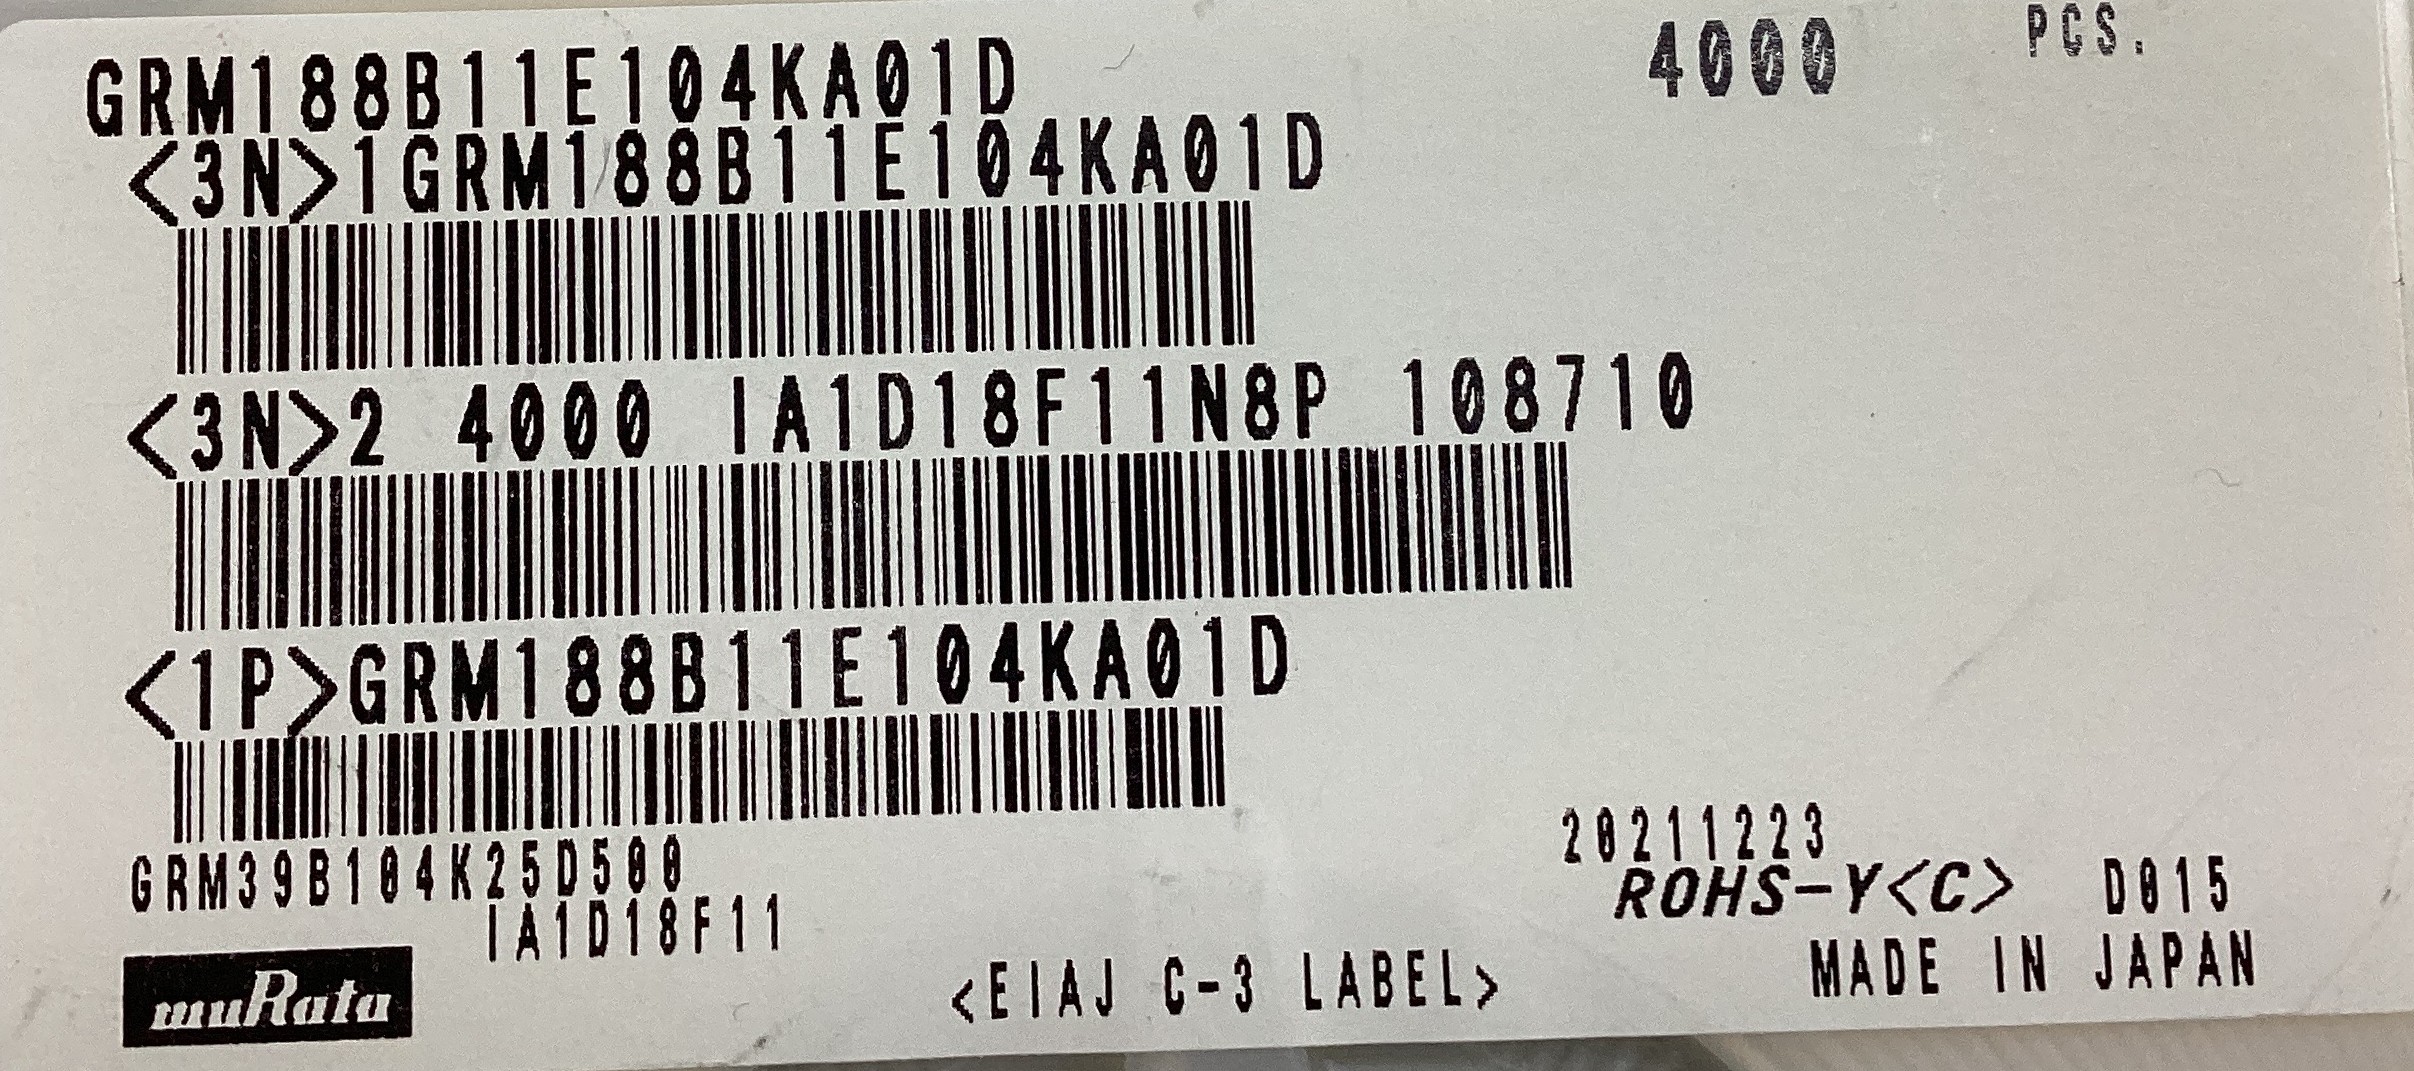 GRM188B11E104KA01D 4000 PCS.
<3N>1GRM188B11E104KA01D
<3N>2 4000 IA1D18F11N8P 108710
<1P>GRM188B11E104KA01D
GRM39B104K25D500 20211223
IA1D18F11 ROHS-Y<C> D015
muRata <EIAJ C-3 LABEL> MADE IN JAPAN